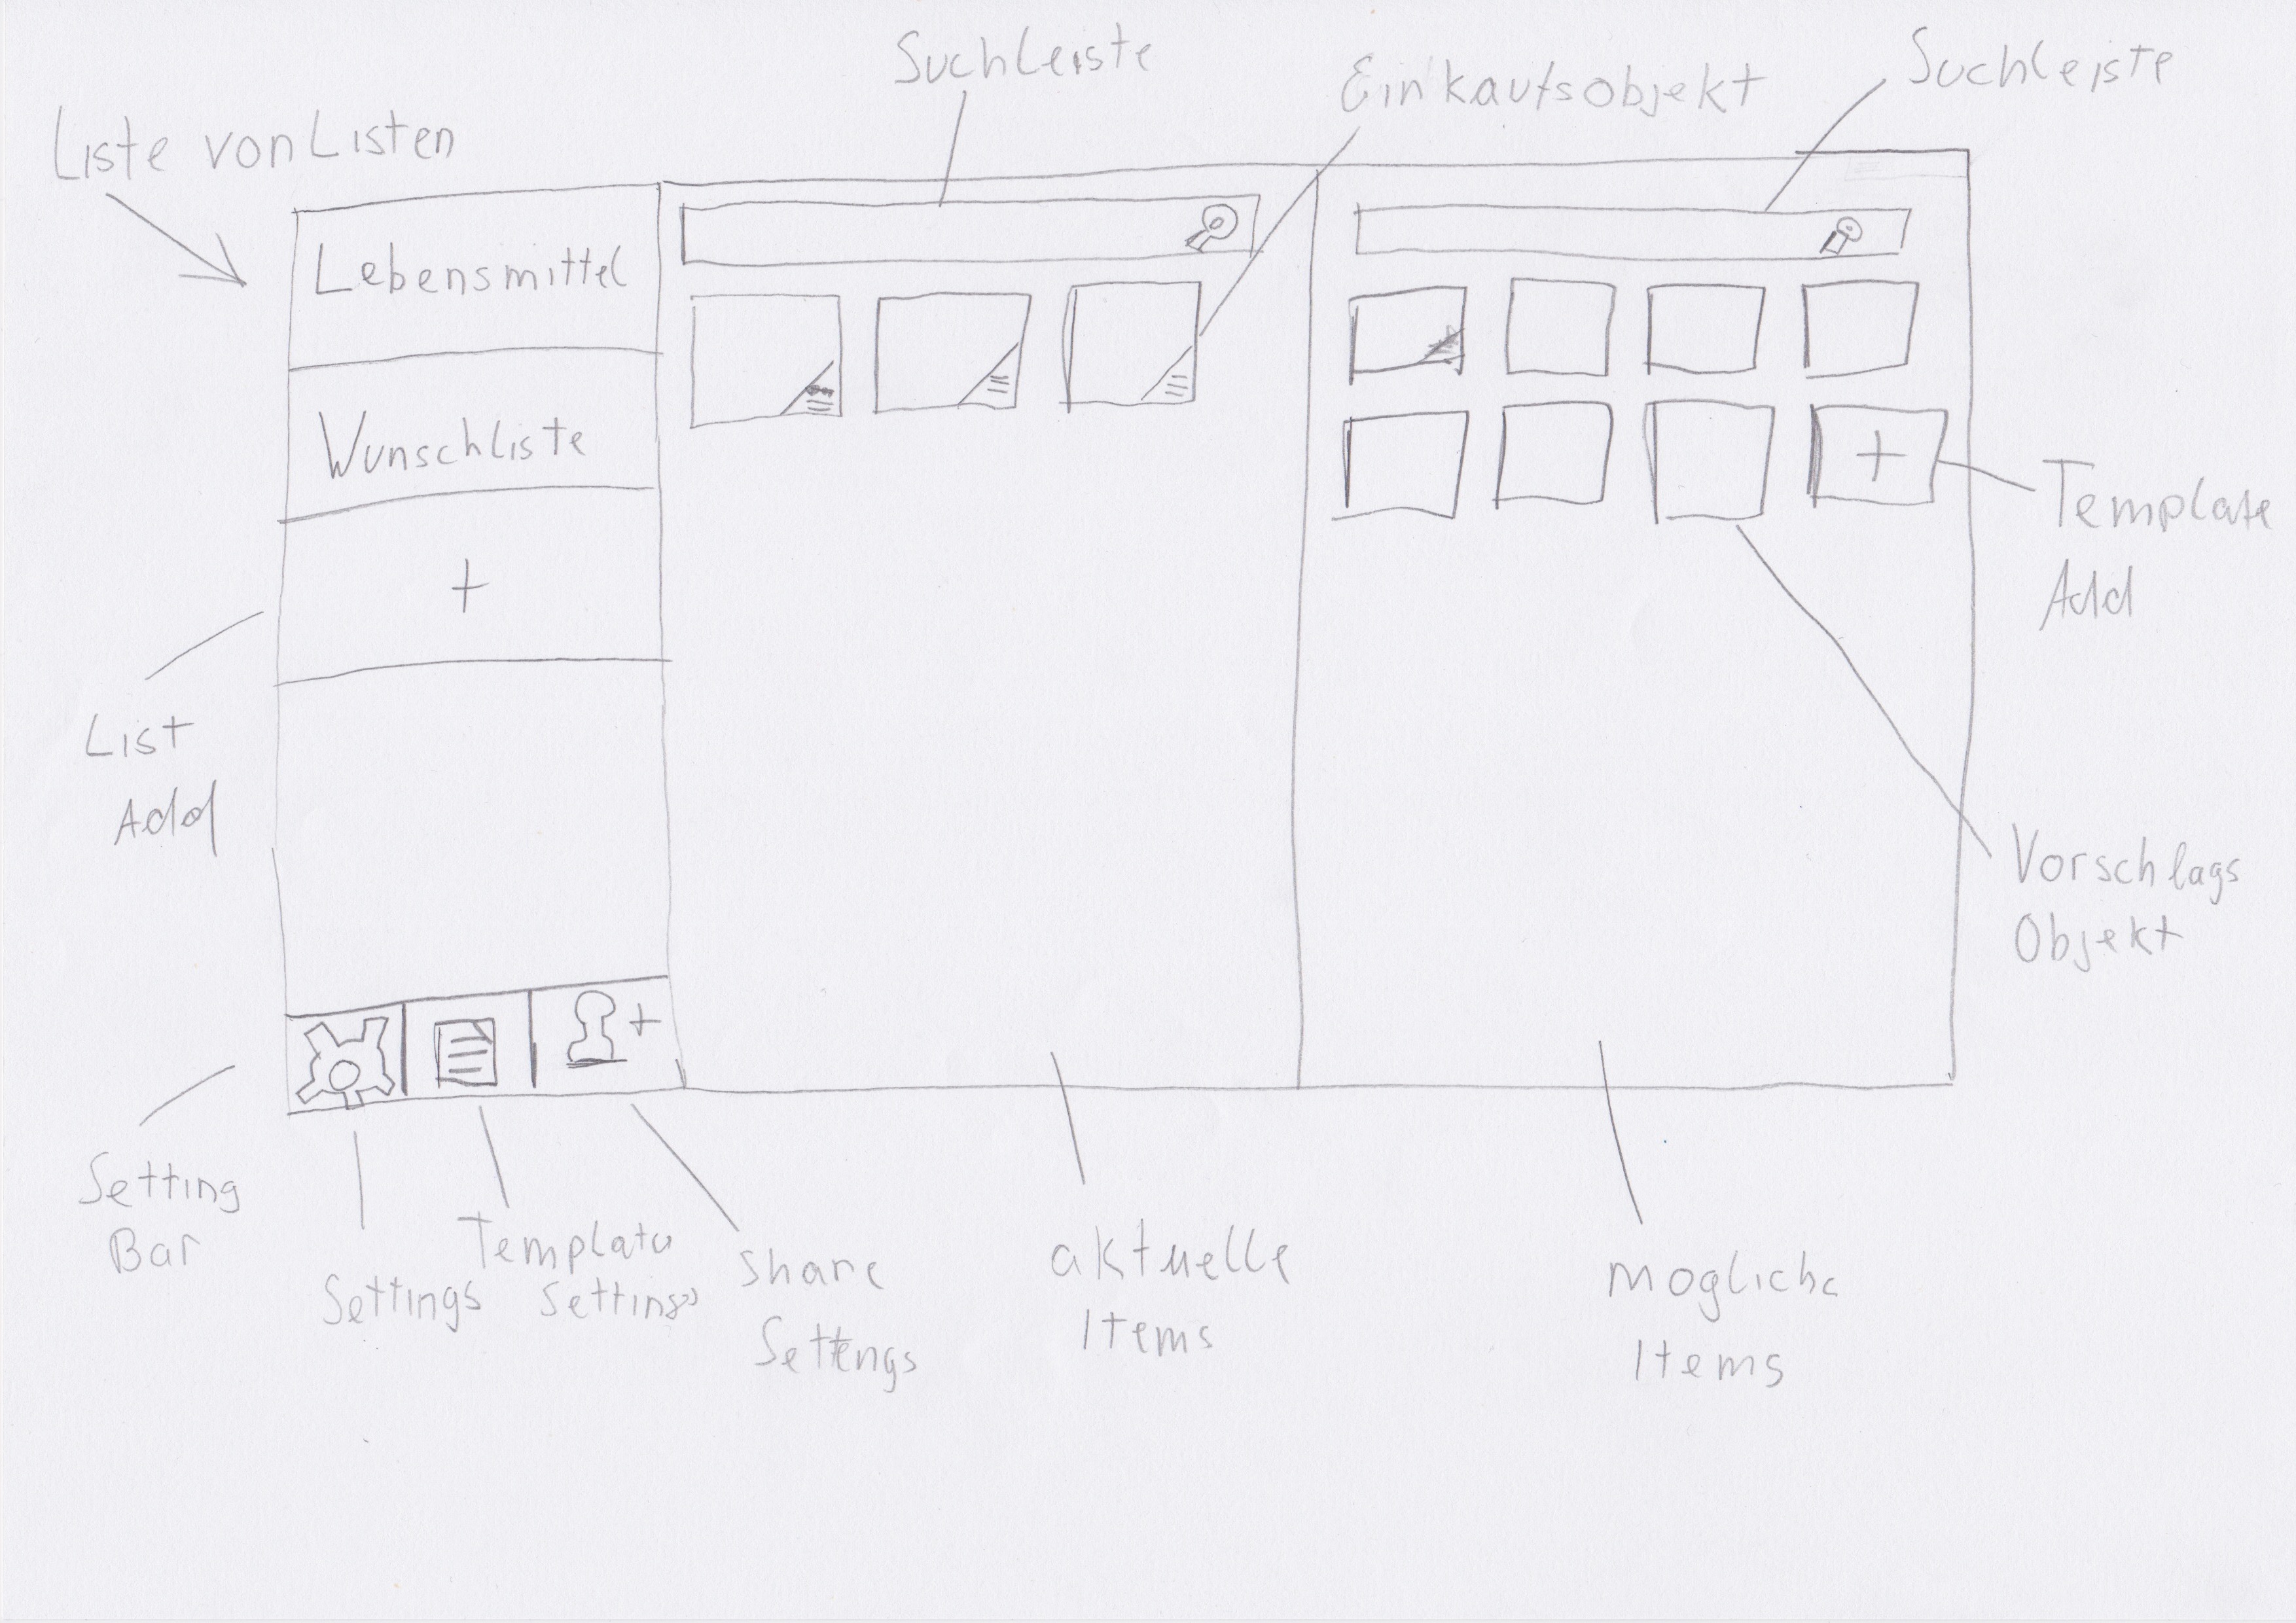 Suchleiste
Einkaufsobjekt
Suchleiste
Liste von Listen
Lebensmittel
Wunschliste
+
+
Template
Add
List
Add
Vorschlags
Objekt
+
Setting
Bar
Settings
Template
Settings
Share
Settengs
aktuelle
Items
mogliche
Items